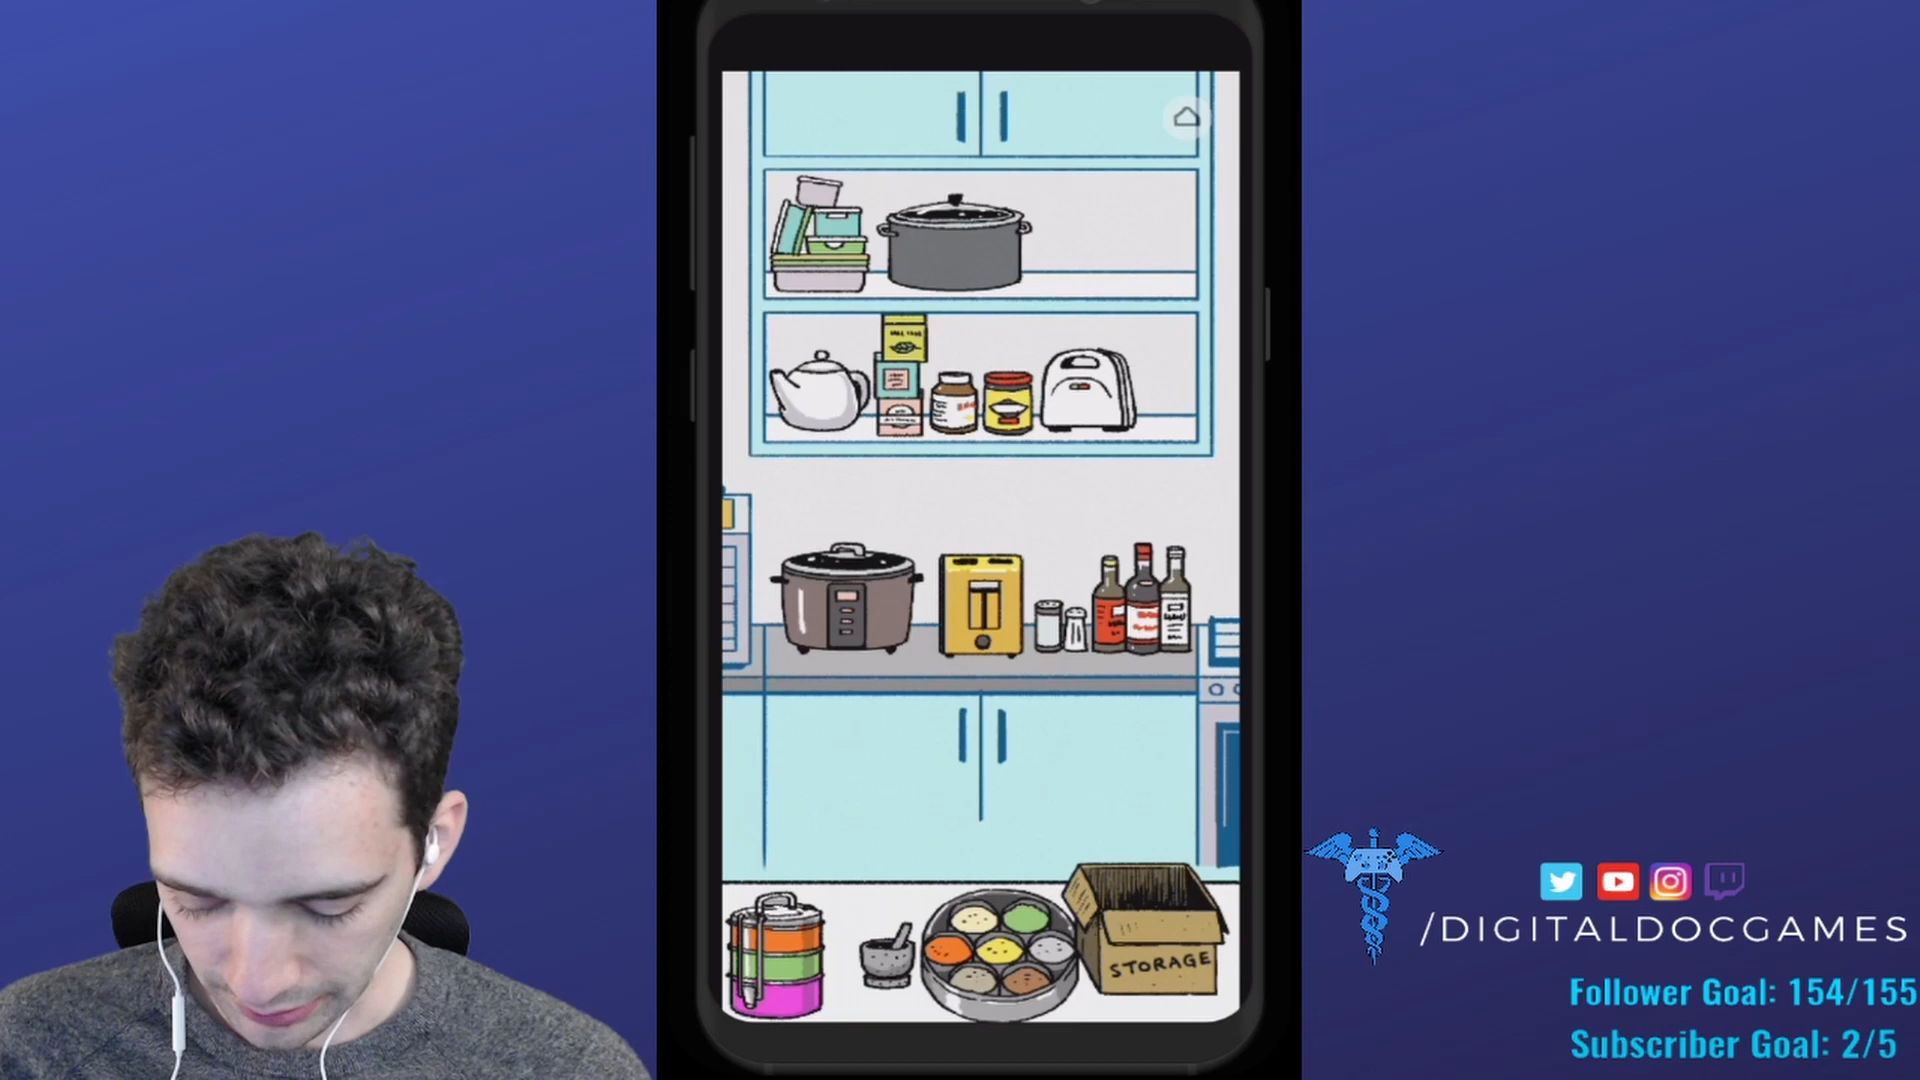 STORAGE
/DIGITALDOCGAMES
Follower Goal: 154/155
Subscriber Goal: 2/5